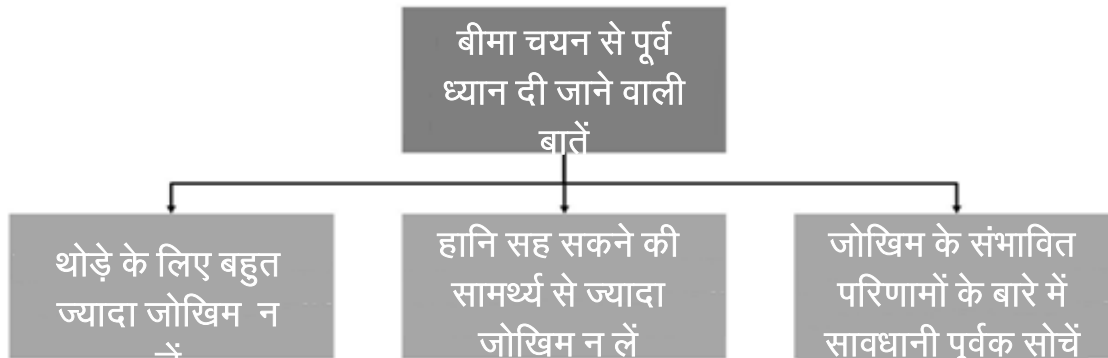 बीमा चयन से पूर्व
ध्यान दी जाने वाली
बातें
थोड़े के लिए बहुत
ज्यादा जोखिम न
लें
हानि सह सकने की
सामर्थ्य से ज्यादा
जोखिम न लें
जोखिम के संभावित
परिणामों के बारे में
सावधानी पूर्वक सोचें